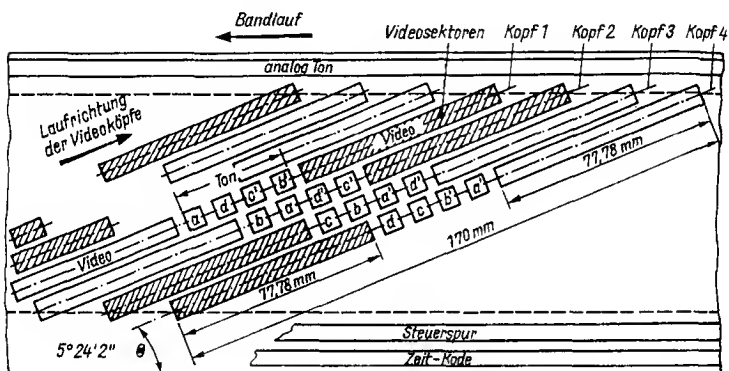 Bandlauf
Videosektoren
Kopf 1
Kopf 2
Kopf 3
Kopf 4
analog Ton
Laufrichtung
der Videoköpfe
Ton
Video
77,78 mm
a d c' b'
b a d' c'
c b a' d'
d c b' a'
Video
170 mm
77,78 mm
5°24'2"
Θ
Steuerspur
Zeit-Kode